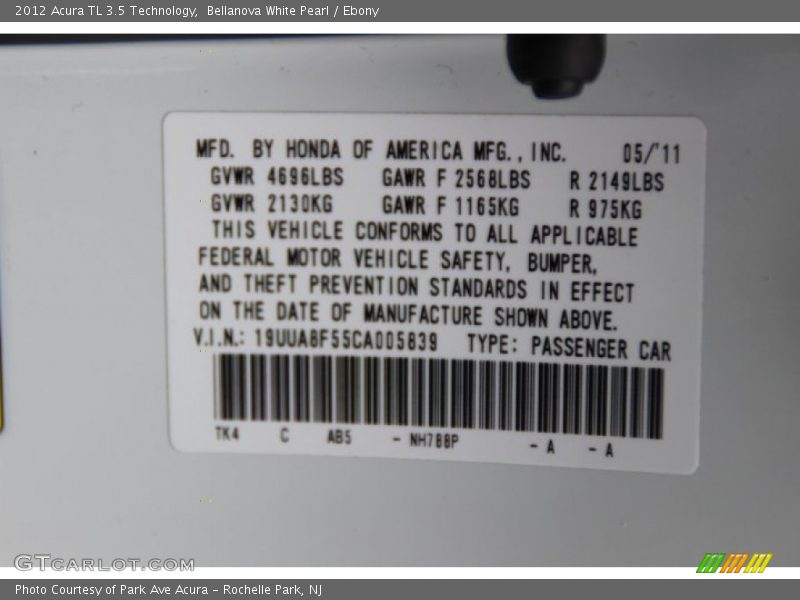 2012 Acura TL 3.5 Technology, Bellanova White Pearl / Ebony
MFD. BY HONDA OF AMERICA MFG., INC. 05/'11
GVWR 4696LBS GAWR F 2568LBS R 2149LBS
GVWR 2130KG GAWR F 1165KG R 975KG
THIS VEHICLE CONFORMS TO ALL APPLICABLE
FEDERAL MOTOR VEHICLE SAFETY, BUMPER,
AND THEFT PREVENTION STANDARDS IN EFFECT
ON THE DATE OF MANUFACTURE SHOWN ABOVE.
V.I.N.: 19UUA8F55CA005839 TYPE: PASSENGER CAR
TK4 C AB5 - NH788P - A - A
GTCARLOT.COM
Photo Courtesy of Park Ave Acura – Rochelle Park, NJ